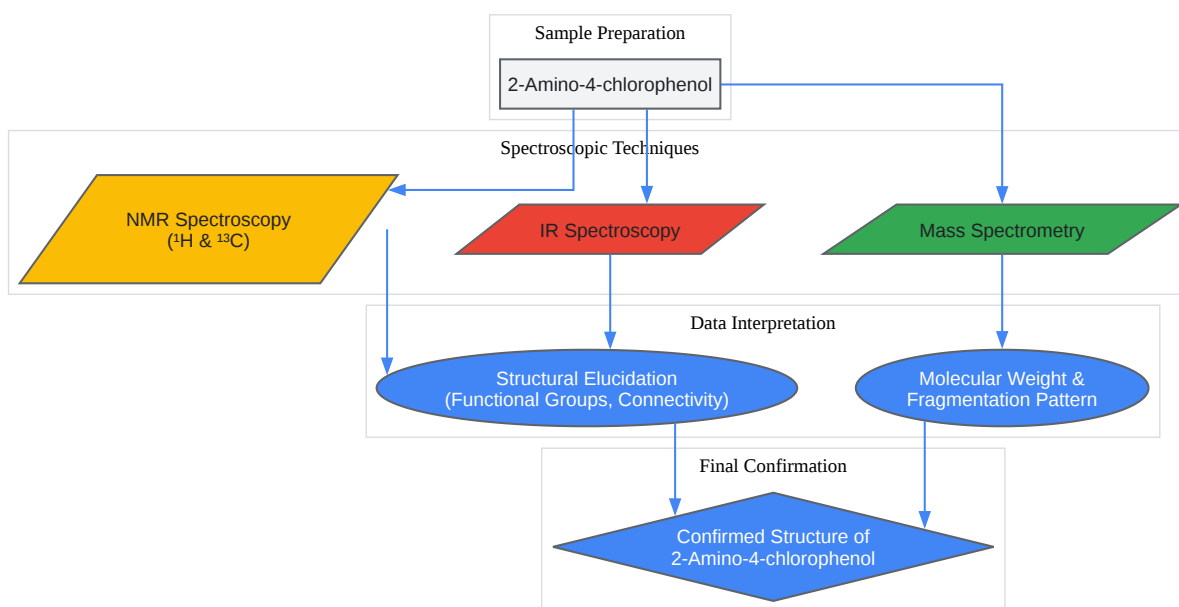 Sample Preparation
2-Amino-4-chlorophenol
Spectroscopic Techniques
NMR Spectroscopy
(¹H & ¹³C)
IR Spectroscopy
Mass Spectrometry
Data Interpretation
Structural Elucidation
(Functional Groups, Connectivity)
Molecular Weight &
Fragmentation Pattern
Final Confirmation
Confirmed Structure of
2-Amino-4-chlorophenol